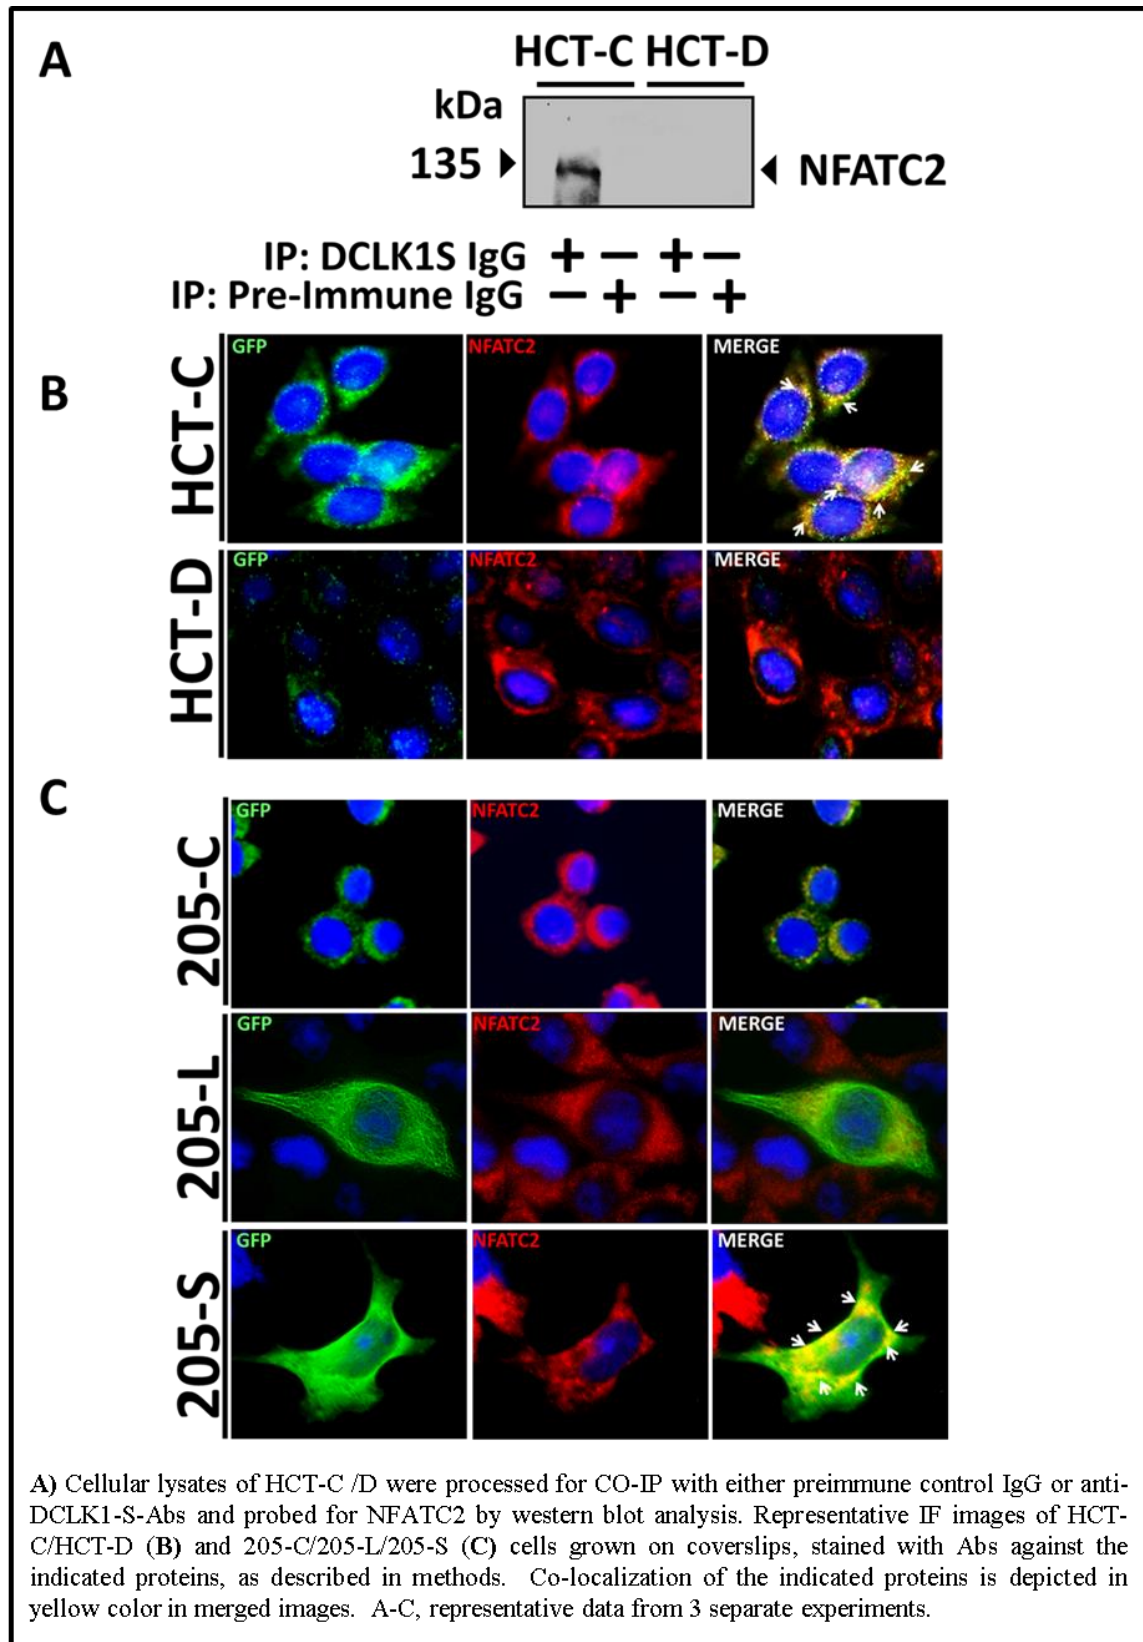 A
HCT-C HCT-D
kDa
135
NFATC2
IP: DCLK1S IgG + − + −
IP: Pre-Immune IgG − + − +
B
HCT-C
GFP
NFATC2
MERGE
HCT-D
GFP
NFATC2
MERGE
C
205-C
GFP
NFATC2
MERGE
205-L
GFP
NFATC2
MERGE
205-S
GFP
NFATC2
MERGE
A) Cellular lysates of HCT-C /D were processed for CO-IP with either preimmune control IgG or anti-
DCLK1-S-Abs and probed for NFATC2 by western blot analysis. Representative IF images of HCT-
C/HCT-D (B) and 205-C/205-L/205-S (C) cells grown on coverslips, stained with Abs against the
indicated proteins, as described in methods. Co-localization of the indicated proteins is depicted in
yellow color in merged images. A-C, representative data from 3 separate experiments.